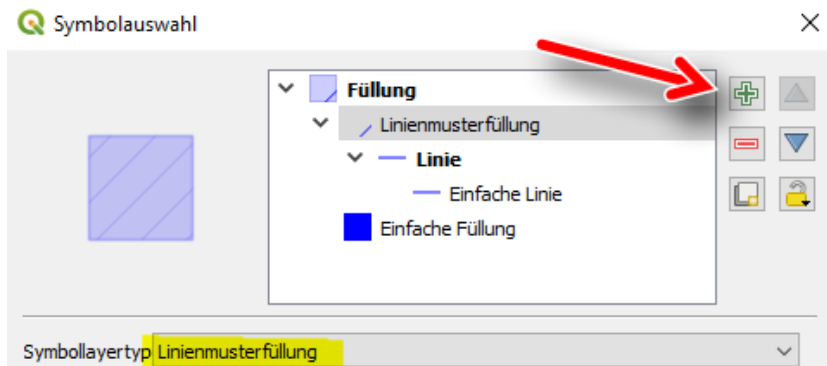 Symbolauswahl
Füllung
Linienmusterfüllung
Linie
Einfache Linie
Einfache Füllung
Symbollayertyp Linienmusterfüllung